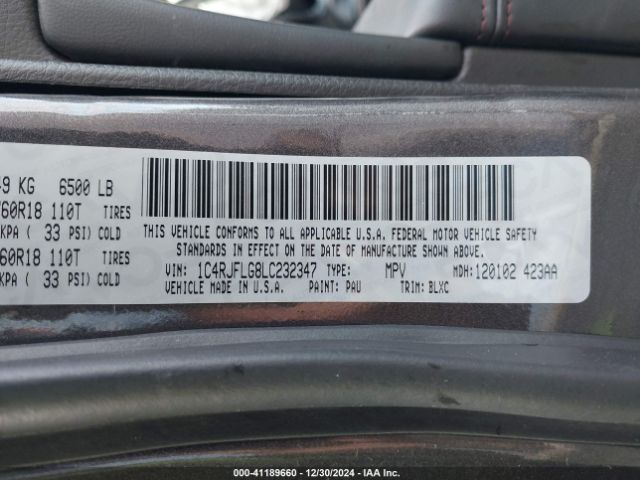 49 KG 6500 LB
60R18 110T TIRES
KPA ( 33 PSI) COLD
60R18 110T TIRES
KPA ( 33 PSI) COLD
THIS VEHICLE CONFORMS TO ALL APPLICABLE U.S.A. FEDERAL MOTOR VEHICLE SAFETY
STANDARDS IN EFFECT ON THE DATE OF MANUFACTURE SHOWN ABOVE.
VIN: 1C4RJFLG8LC232347 TYPE: MPV MDH: 120102 423AA
VEHICLE MADE IN U.S.A. PAINT: PAU TRIM: BLXC
00-41189660 • 12/30/2024 • IAA Inc.